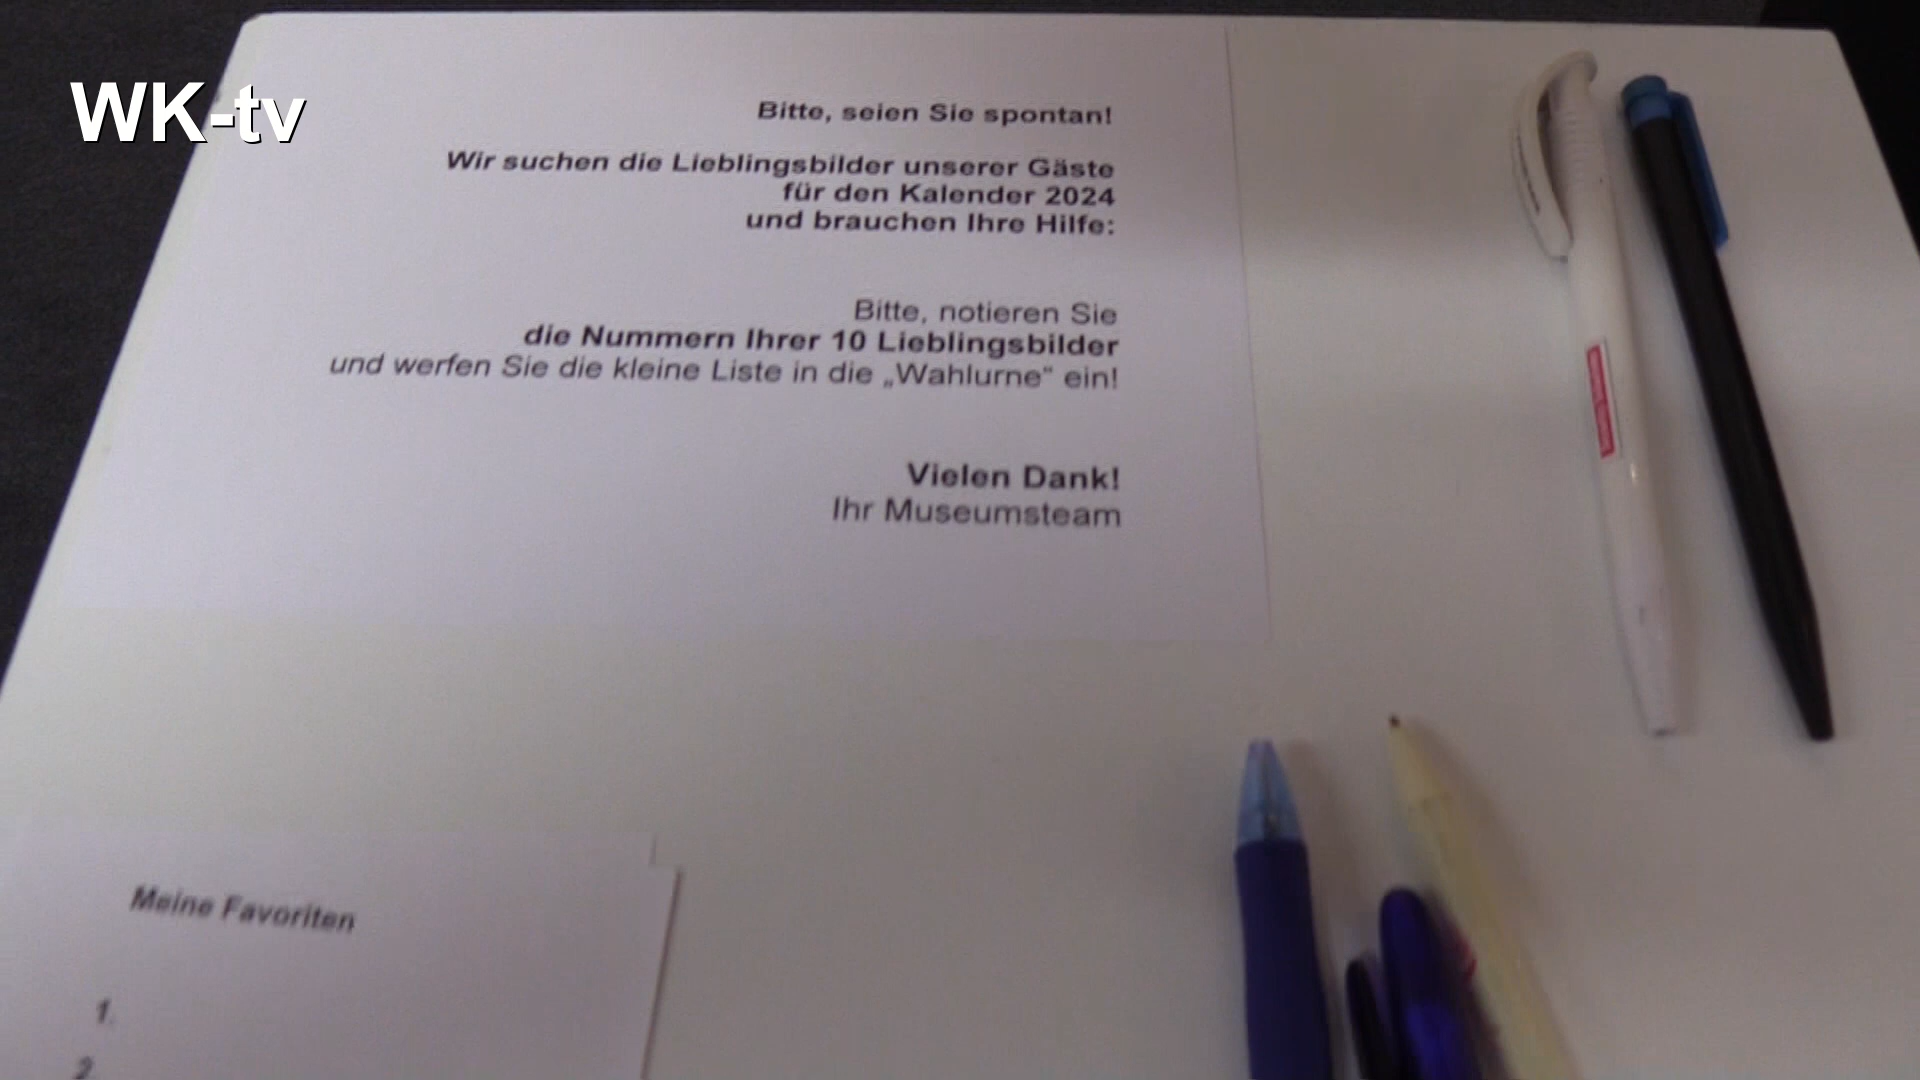 WK-tv
Bitte, seien Sie spontan!
Wir suchen die Lieblingsbilder unserer Gäste
für den Kalender 2024
und brauchen Ihre Hilfe:
Bitte, notieren Sie
die Nummern Ihrer 10 Lieblingsbilder
und werfen Sie die kleine Liste in die „Wahlurne“ ein!
Vielen Dank!
Ihr Museumsteam
Meine Favoriten
1.
2.